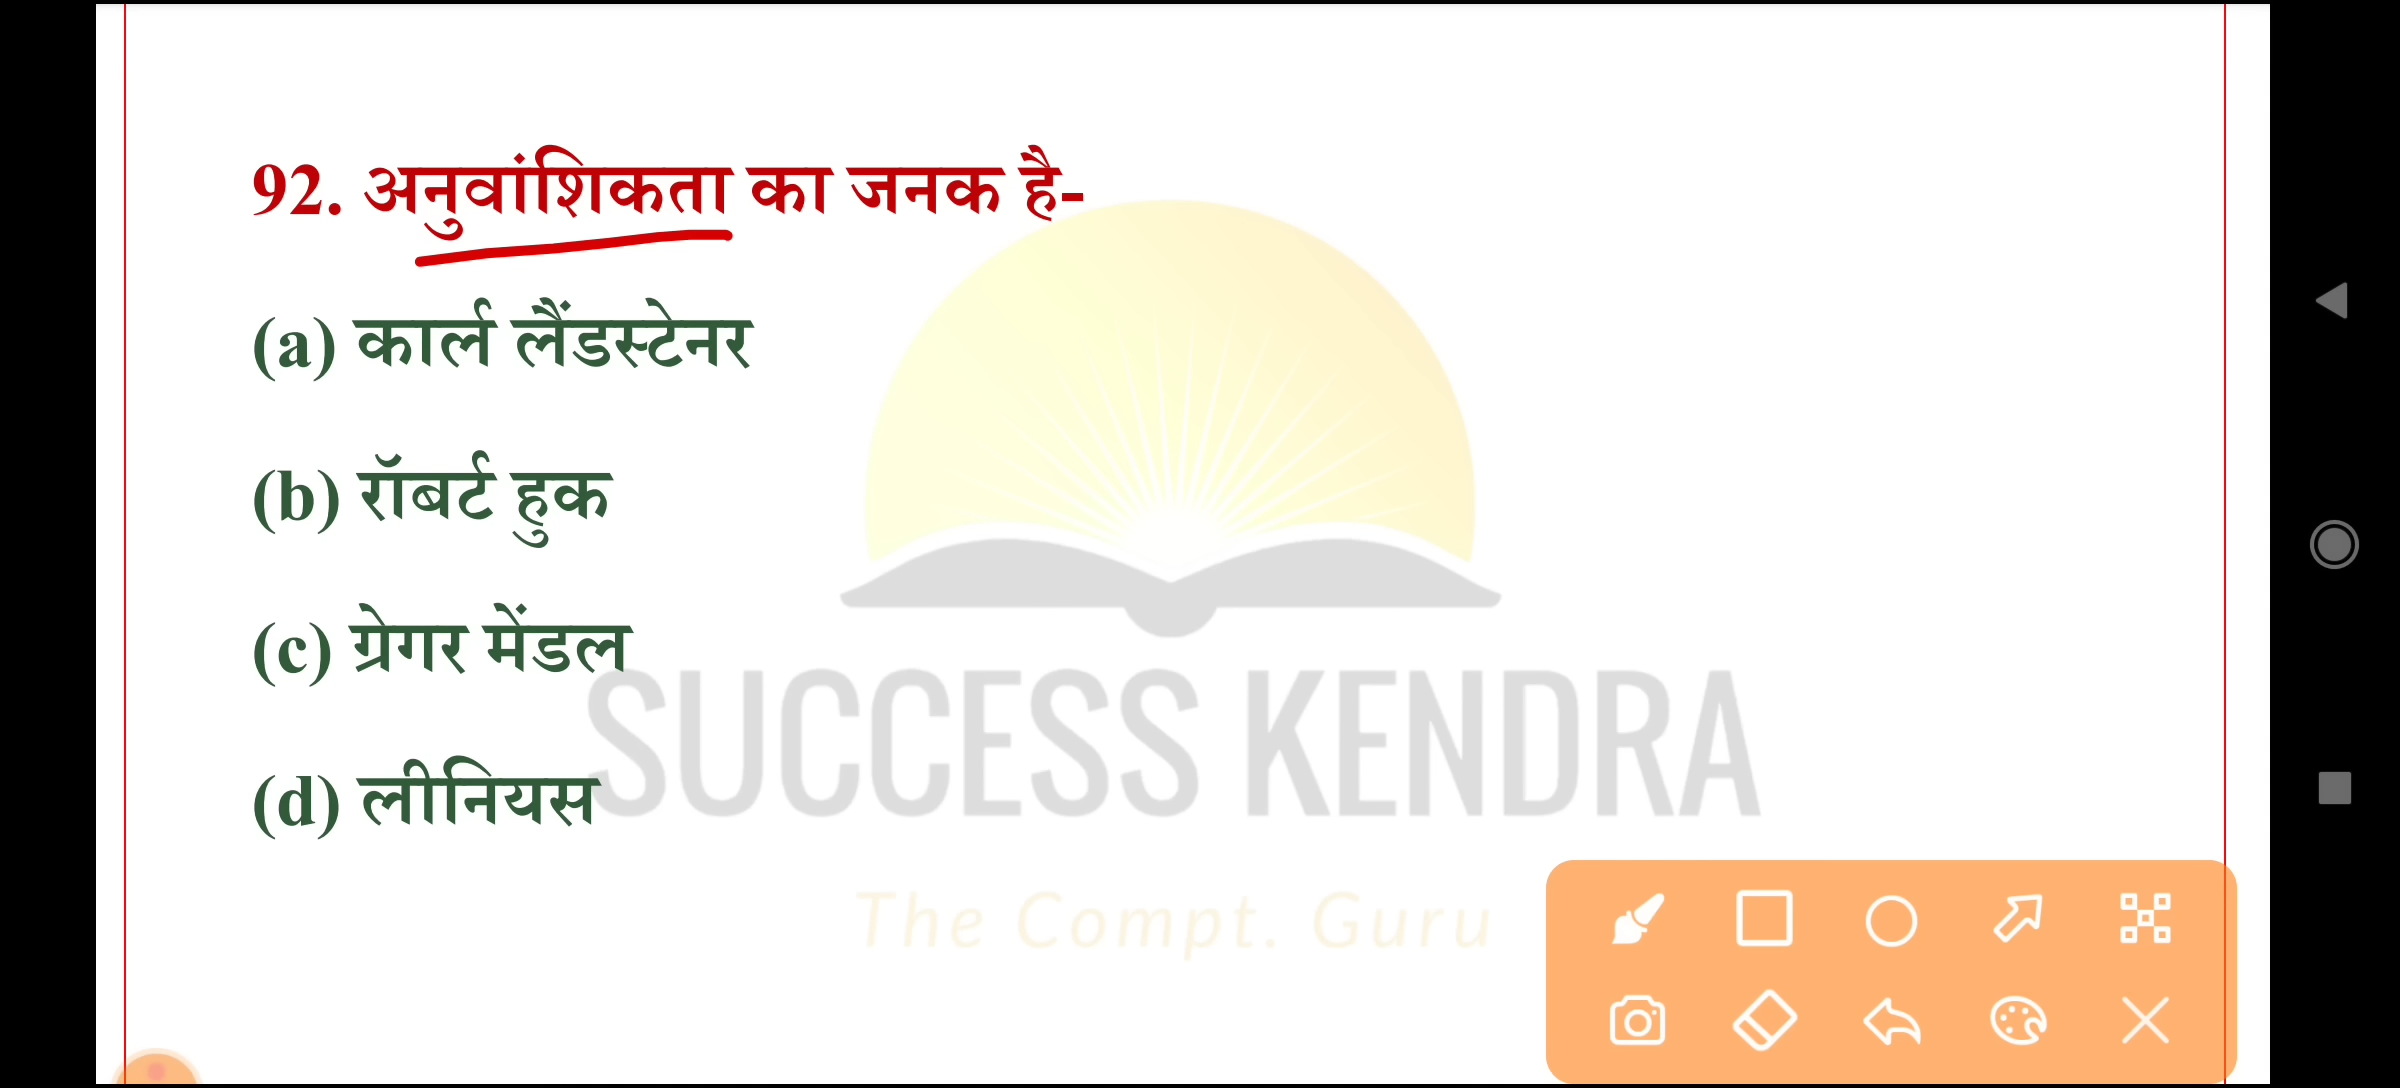 92. अनुवांशिकता का जनक है-
(a) कार्ल लैंडस्टेनर
(b) रॉबर्ट हुक
(c) ग्रेगर मेंडल
(d) लीनियस
SUCCESS KENDRA
The Compt. Guru